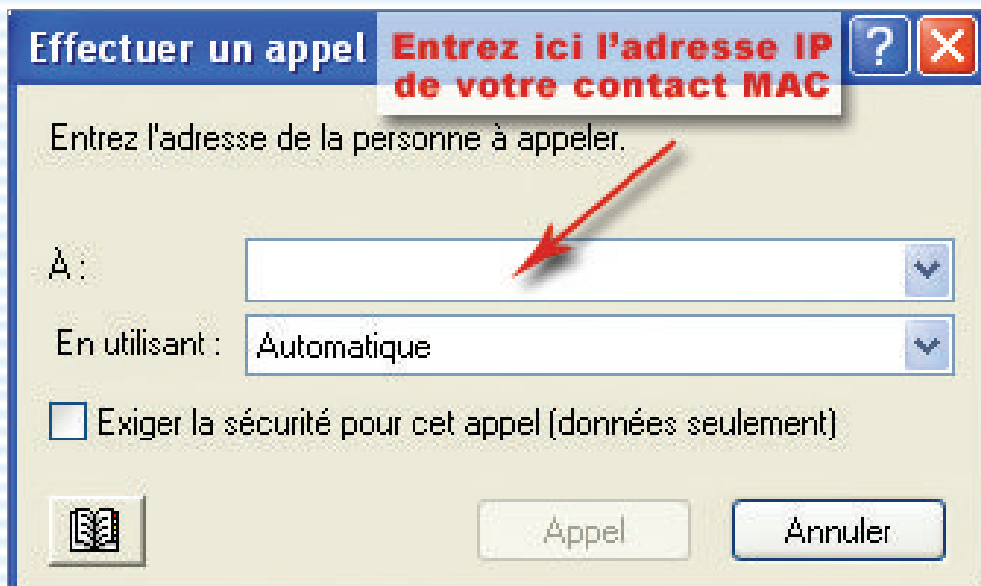 Effectuer un appel
Entrez ici l'adresse IP
de votre contact MAC
?
Entrez l'adresse de la personne à appeler.
À :
En utilisant : Automatique
Exiger la sécurité pour cet appel (données seulement)
Appel Annuler